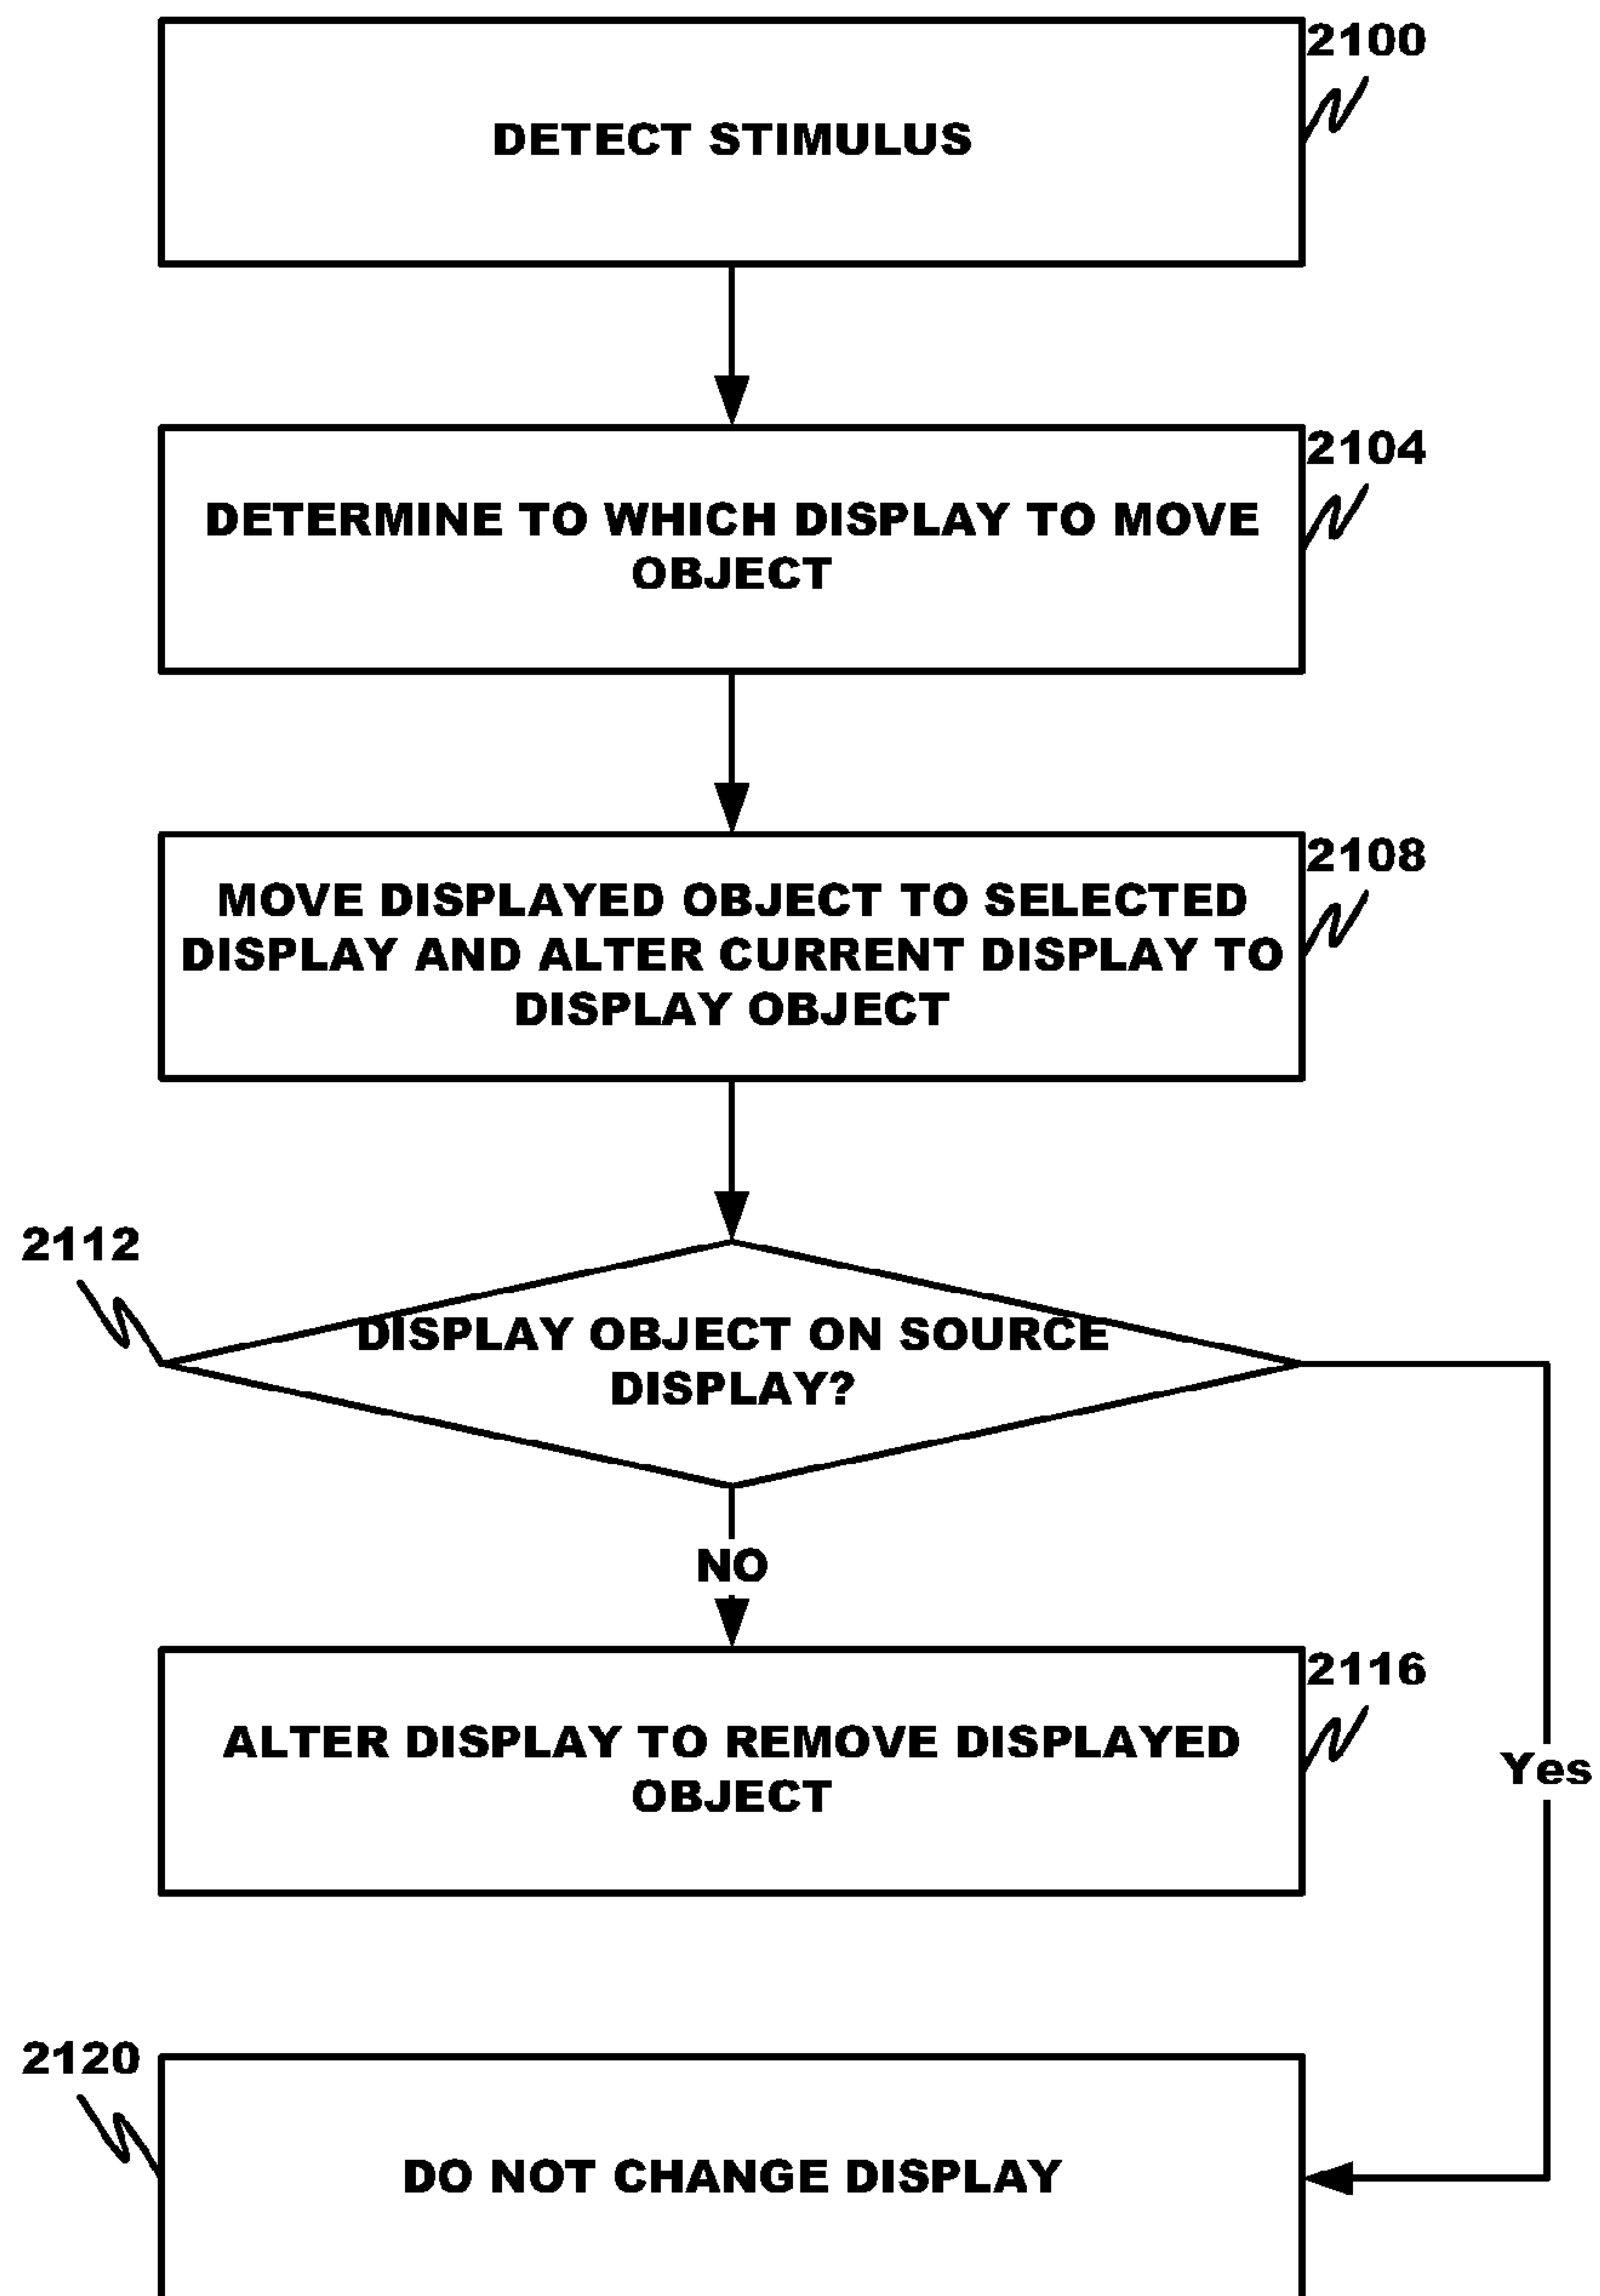 2100
DETECT STIMULUS
2104
DETERMINE TO WHICH DISPLAY TO MOVE
OBJECT
2108
MOVE DISPLAYED OBJECT TO SELECTED
DISPLAY AND ALTER CURRENT DISPLAY TO
DISPLAY OBJECT
2112
DISPLAY OBJECT ON SOURCE
DISPLAY?
NO
2116
ALTER DISPLAY TO REMOVE DISPLAYED
OBJECT
Yes
2120
DO NOT CHANGE DISPLAY